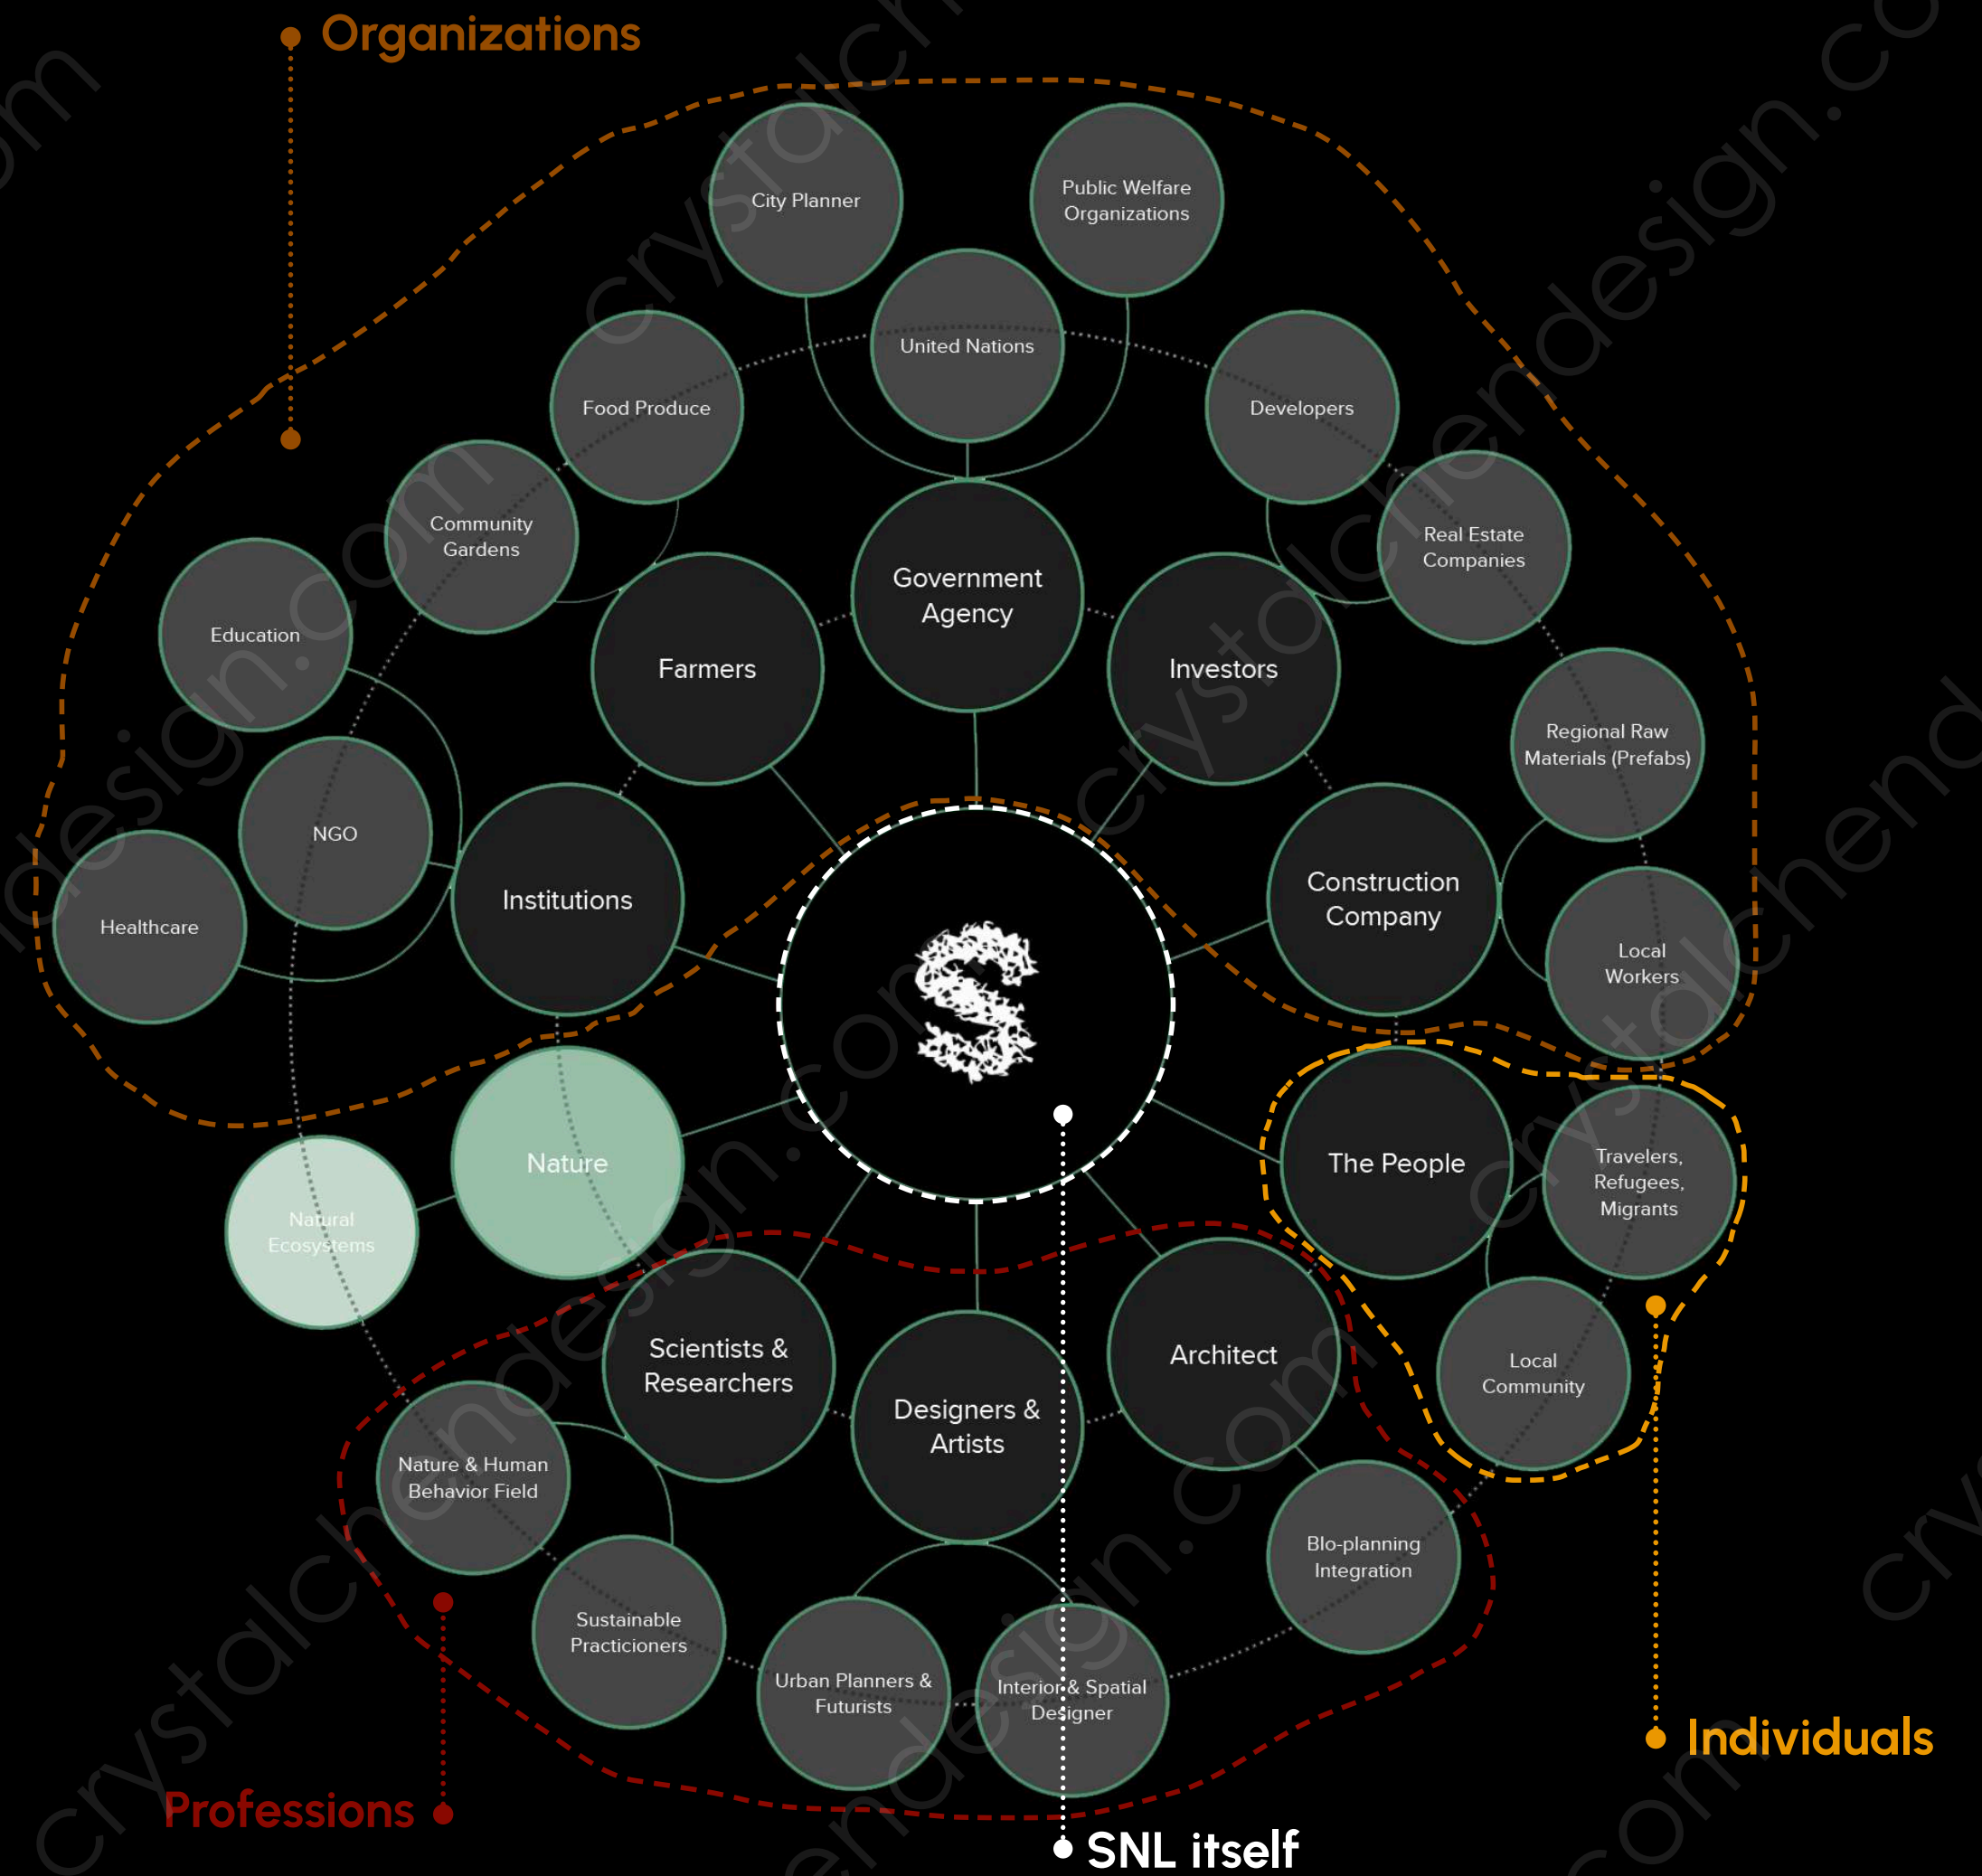 Organizations
City Planner
Public Welfare
Organizations
United Nations
Food Produce
Developers
Community
Gardens
Real Estate
Companies
Government
Agency
Education
Farmers
Investors
Regional Raw
Materials (Prefabs)
NGO
Institutions
Construction
Company
Healthcare
Local
Workers
S
Nature
The People
Travelers,
Refugees,
Migrants
Natural
Ecosystems
Scientists &
Researchers
Architect
Local
Community
Designers &
Artists
Nature & Human
Behavior Field
BIo-planning
Integration
Sustainable
Practicioners
Urban Planners &
Futurists
Interior & Spatial
Designer
Individuals
Professions
SNL itself
crystalchendesign.com